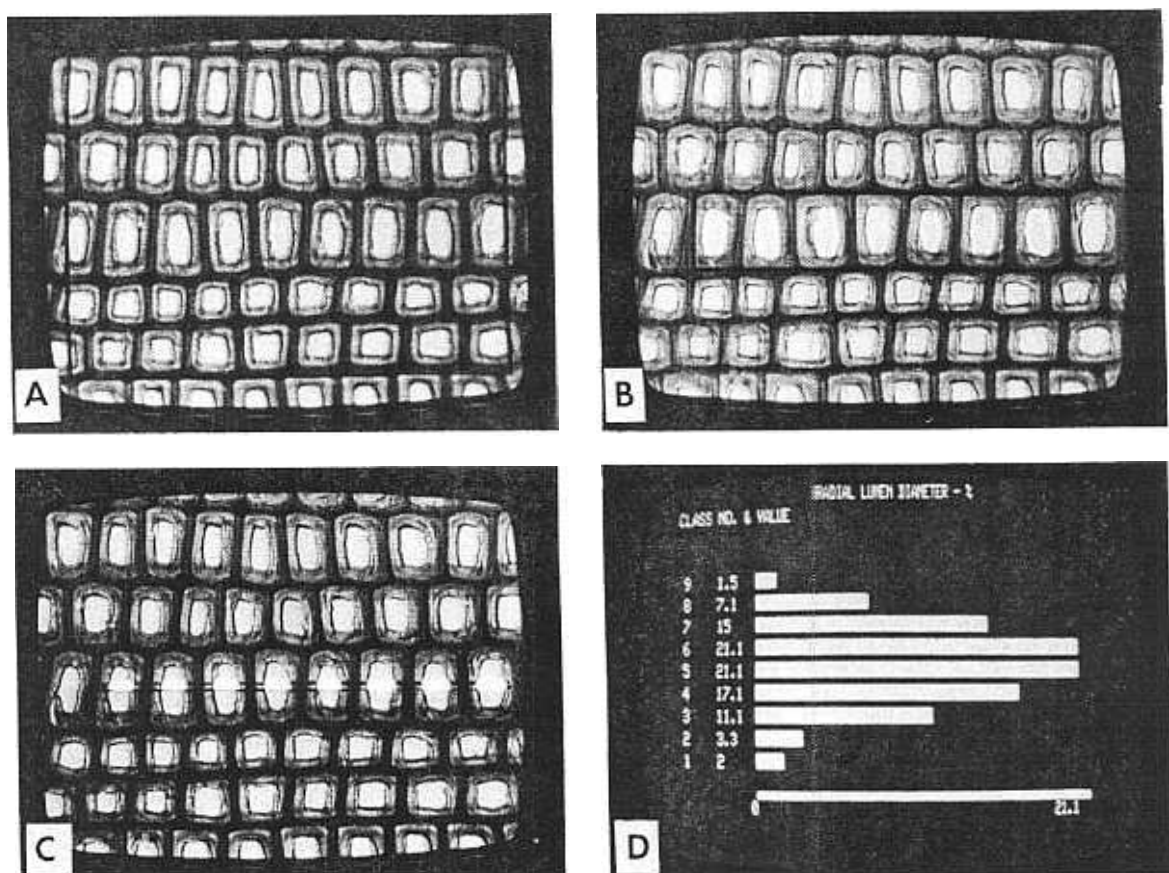 A
B
C
RADIAL LUMEN DIAMETER - %
CLASS NO. & VALUE
9 1.5
8 7.1
7 15
6 21.1
5 21.1
4 17.1
3 11.1
2 3.3
1 2
0 21.1
D